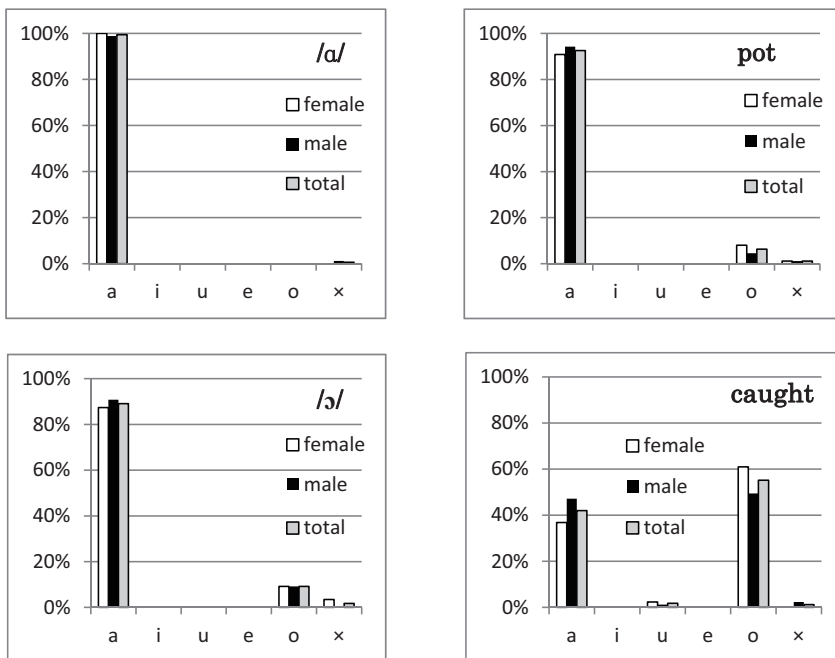 100%
80%
60%
40%
20%
0%
/ɑ/
female
male
total
a i u e o ×
100%
80%
60%
40%
20%
0%
pot
female
male
total
a i u e o ×
100%
80%
60%
40%
20%
0%
/ɔ/
female
male
total
a i u e o ×
100%
80%
60%
40%
20%
0%
caught
female
male
total
a i u e o ×